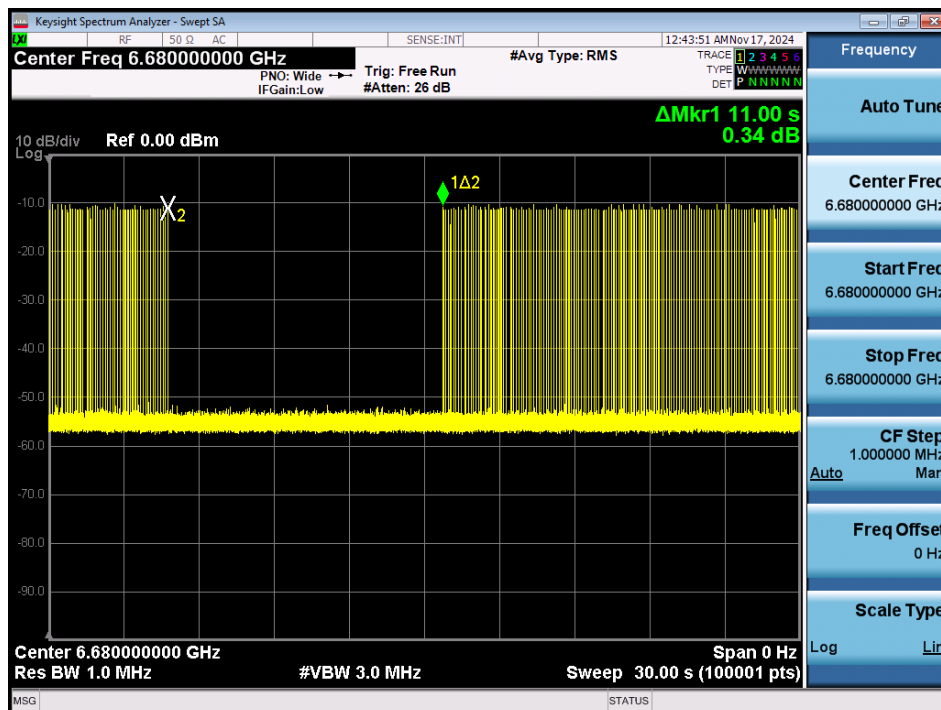 Keysight Spectrum Analyzer - Swept SA
LXI
RF 50 Ω AC SENSE:INT 12:43:51 AMNov 17, 2024
Center Freq 6.680000000 GHz
#Avg Type: RMS
TRACE 1 2 3 4 5 6
PNO: Wide
Trig: Free Run
TYPE WWWWWW
IFGain:Low
#Atten: 26 dB
DET P NNNNN
ΔMkr1 11.00 s
0.34 dB
10 dB/div Ref 0.00 dBm
Log
1Δ2
2
-10.0
-20.0
-30.0
-40.0
-50.0
-60.0
-70.0
-80.0
-90.0
Center 6.680000000 GHz Span 0 Hz
Res BW 1.0 MHz #VBW 3.0 MHz Sweep 30.00 s (100001 pts)
MSG STATUS
Frequency
Auto Tune
Center Freq
6.680000000 GHz
Start Freq
6.680000000 GHz
Stop Freq
6.680000000 GHz
CF Step
1.000000 MHz
Auto Man
Freq Offset
0 Hz
Scale Type
Log Lin